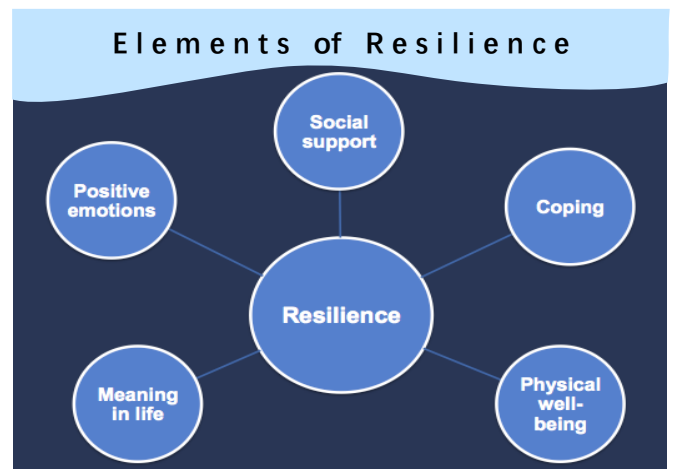 Elements of Resilience
Social
support
Positive
emotions
Coping
Resilience
Meaning
in life
Physical
well-
being